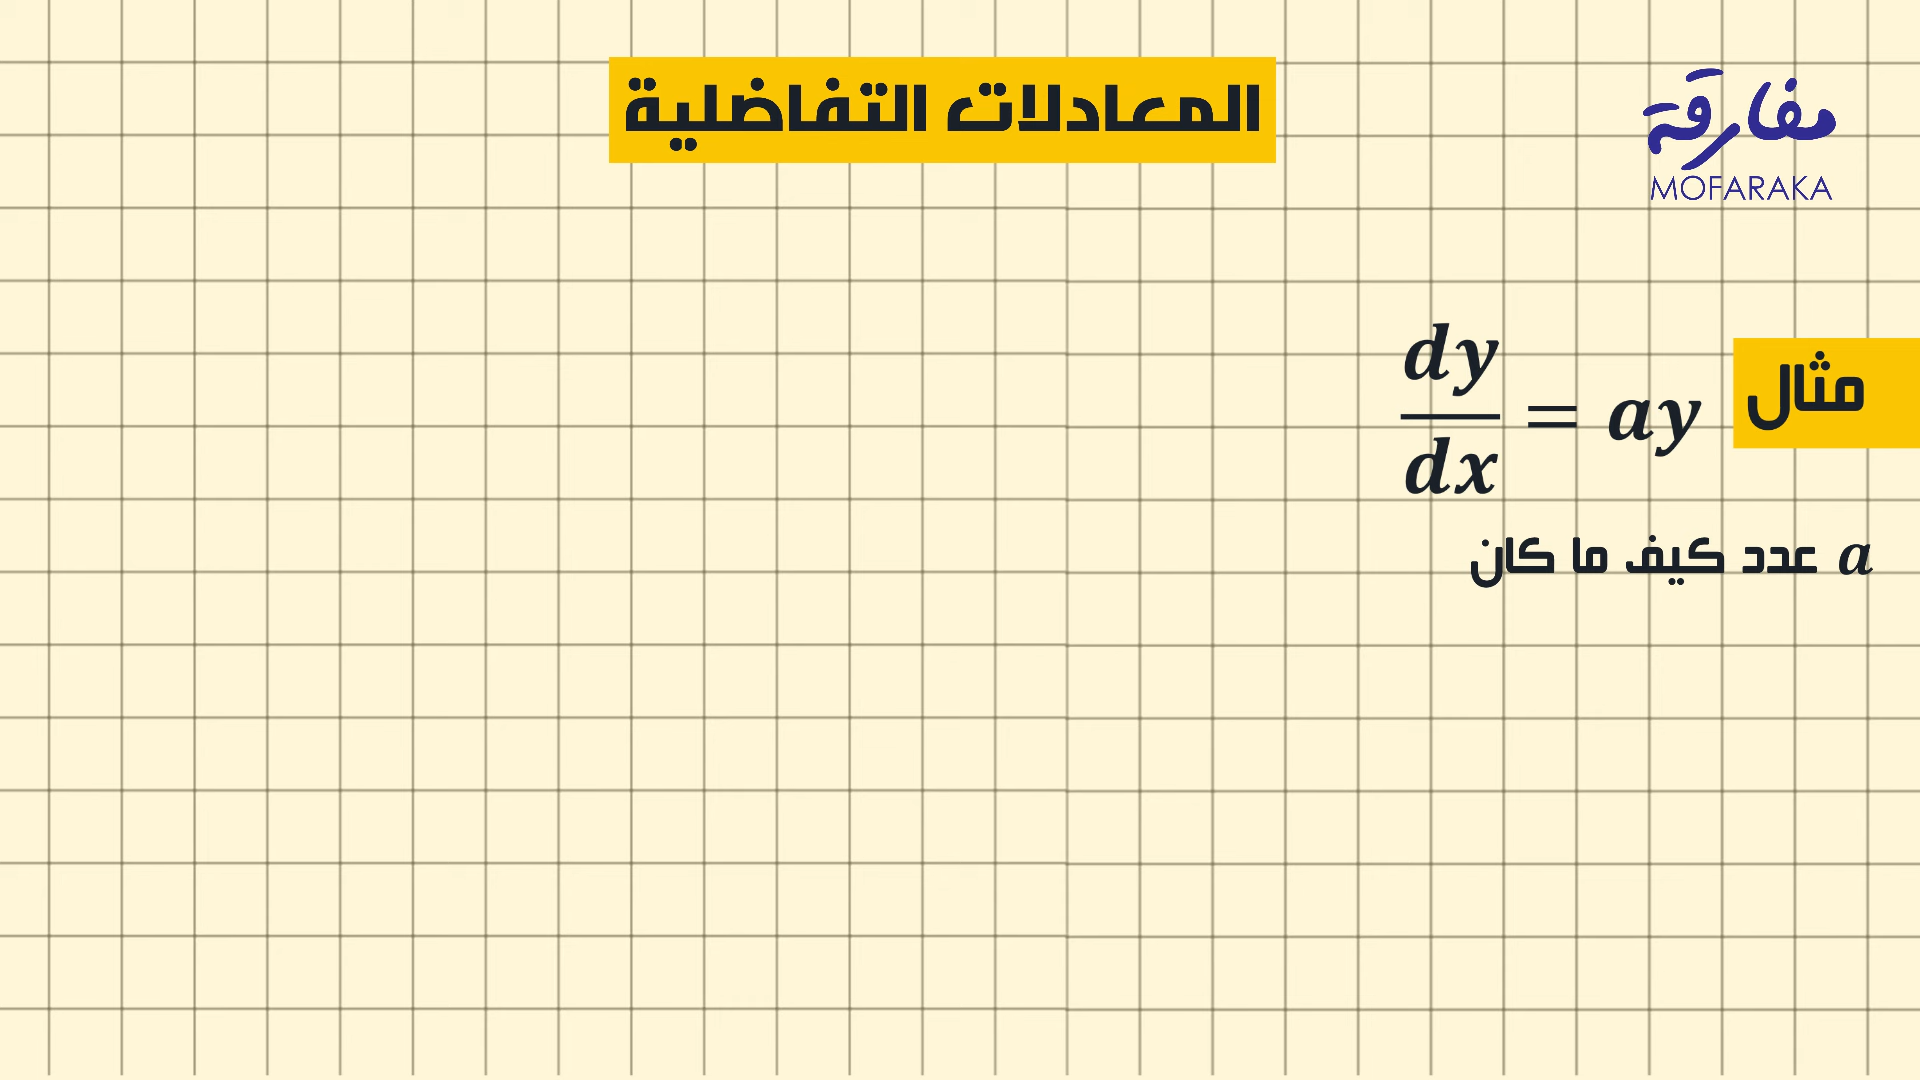 المعادلات التفاضلية
مفارقة
MOFARAKA
مثال
dy/dx = ay
a عدد كيف ما كان